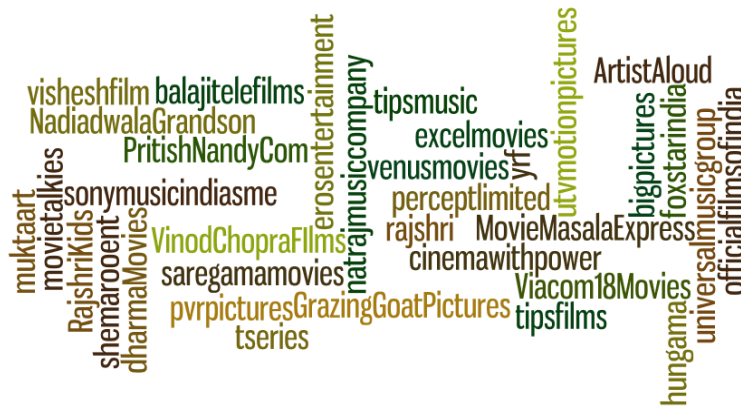 visheshfilm
balajitelefilms
NadiadwalaGrandson
PritishNandyCom
erosentertainment
natrajmusiccompany
tipsmusic
excelmovies
venusmovies
yrf
utvmotionpictures
ArtistAloud
bigpictures
foxstarindia
universalmusicgroup
officialfilmsofindia
muktaart
movietalkies
sonymusicindiasme
RajshriKids
shemarooent
dharmaMovies
VinodChopraFIlms
saregamamovies
perceptlimited
rajshri
MovieMasalaExpress
cinemawithpower
pvrpictures
GrazingGoatPictures
Viacom18Movies
tseries
tipsfilms
hungama